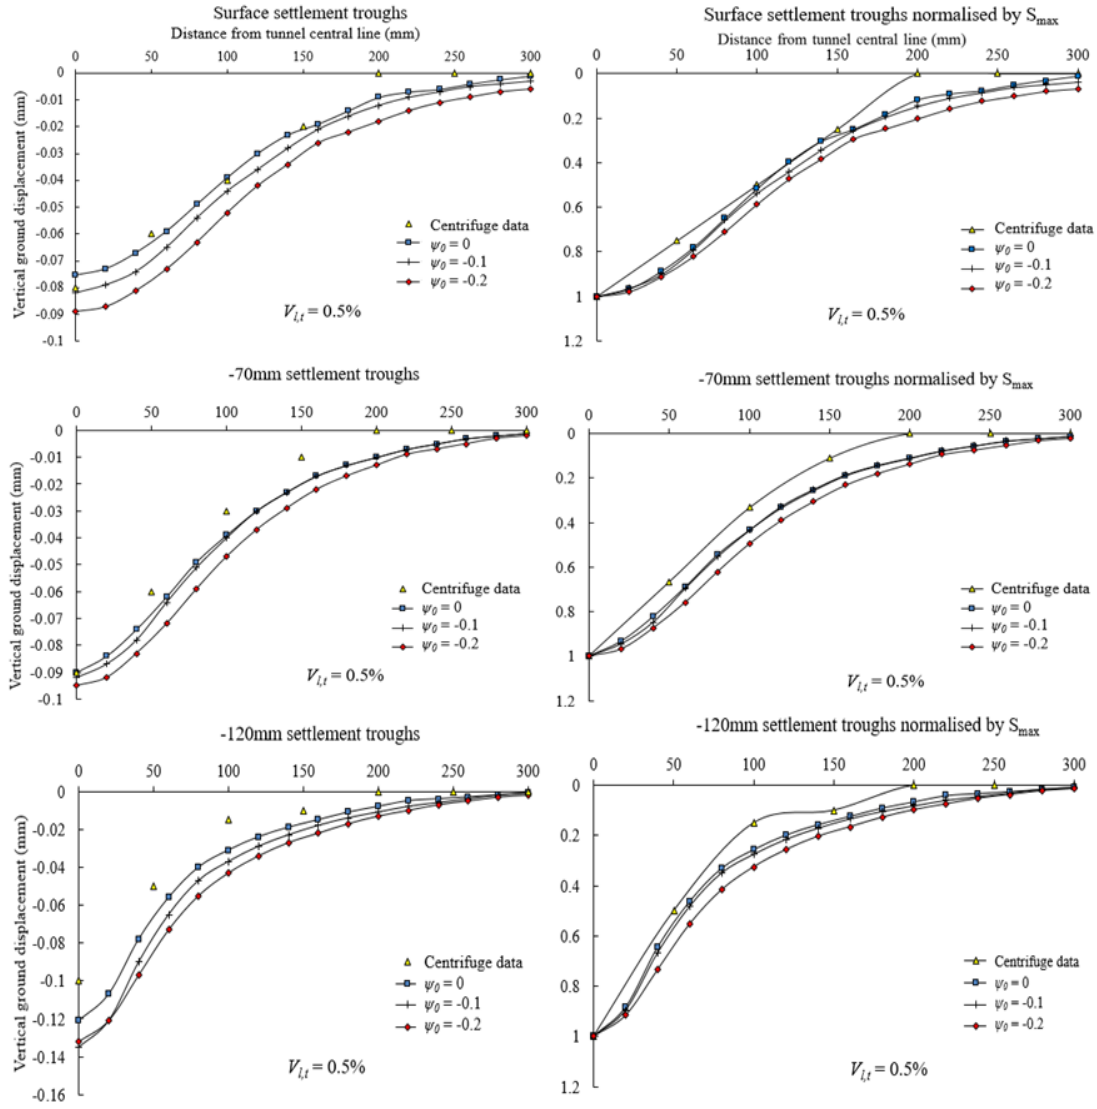 Surface settlement troughs
Distance from tunnel central line (mm)
0 50 100 150 200 250 300
Vertical ground displacement (mm)
0
-0.01
-0.02
-0.03
-0.04
-0.05
-0.06
-0.07
-0.08
-0.09
-0.1
Centrifuge data
ψ0 = 0
ψ0 = -0.1
ψ0 = -0.2
Vl,t = 0.5%
Surface settlement troughs normalised by Smax
Distance from tunnel central line (mm)
0 50 100 150 200 250 300
0
0.2
0.4
0.6
0.8
1
1.2
Centrifuge data
ψ0 = 0
ψ0 = -0.1
ψ0 = -0.2
Vl,t = 0.5%
-70mm settlement troughs
0 50 100 150 200 250 300
Vertical ground displacement (mm)
0
-0.01
-0.02
-0.03
-0.04
-0.05
-0.06
-0.07
-0.08
-0.09
-0.1
Centrifuge data
ψ0 = 0
ψ0 = -0.1
ψ0 = -0.2
Vl,t = 0.5%
-70mm settlement troughs normalised by Smax
0 50 100 150 200 250 300
0
0.2
0.4
0.6
0.8
1
1.2
Centrifuge data
ψ0 = 0
ψ0 = -0.1
ψ0 = -0.2
Vl,t = 0.5%
-120mm settlement troughs
0 50 100 150 200 250 300
Vertical ground displacement (mm)
0
-0.02
-0.04
-0.06
-0.08
-0.1
-0.12
-0.14
-0.16
Centrifuge data
ψ0 = 0
ψ0 = -0.1
ψ0 = -0.2
Vl,t = 0.5%
-120mm settlement troughs normalised by Smax
0 50 100 150 200 250 300
0
0.2
0.4
0.6
0.8
1
1.2
Centrifuge data
ψ0 = 0
ψ0 = -0.1
ψ0 = -0.2
Vl,t = 0.5%